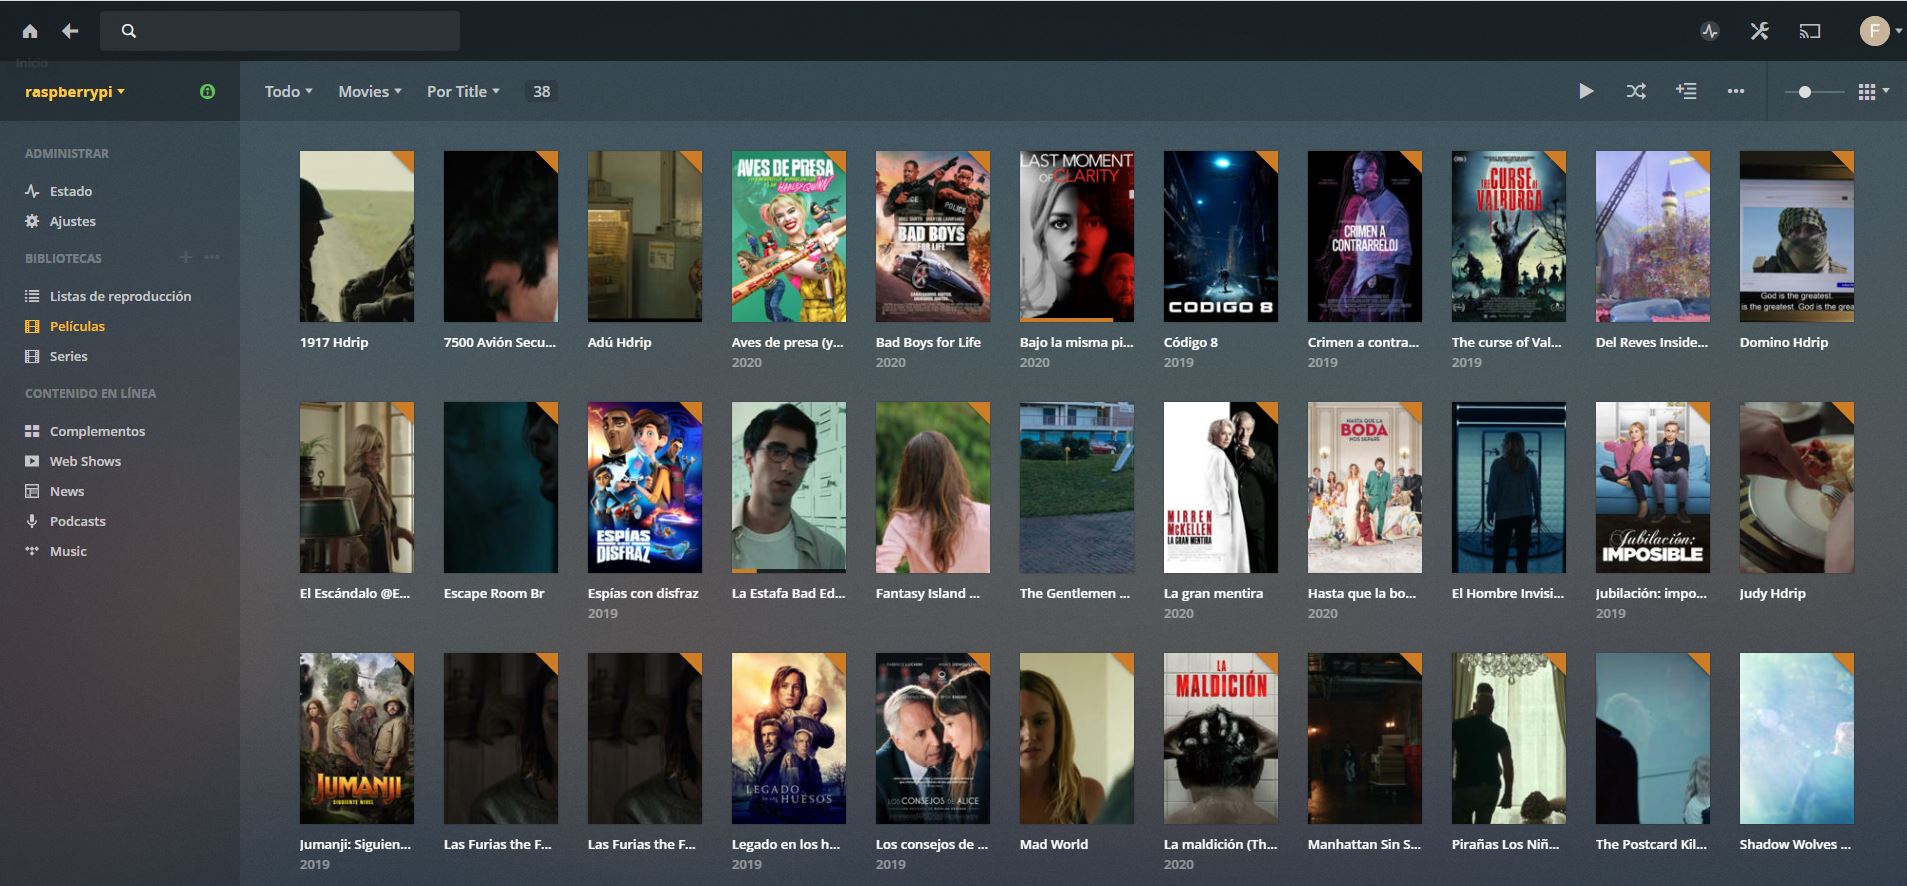 Inicio
F
raspberrypi
Todo
Movies
Por Title
38
ADMINISTRAR
Estado
Ajustes
BIBLIOTECAS
Listas de reproducción
Películas
Series
CONTENIDO EN LÍNEA
Complementos
Web Shows
News
Podcasts
Music
AVES DE PRESA
HARLEY QUINN
POLICE
BAD BOYS
FOR LIFE
LAST MOMENT
OF CLARITY
CODIGO 8
CRIMEN A
CONTRARRELOJ
THE CURSE OF
VALBURGA
God is the greatest.
is the greatest. God is the grea
1917 Hdrip
7500 Avión Secu...
Adú Hdrip
Aves de presa (y...
2020
Bad Boys for Life
2020
Bajo la misma pi...
2020
Código 8
2019
Crimen a contra...
2019
The curse of Val...
2019
Del Reves Inside...
Domino Hdrip
ESPÍAS
CON
DISFRAZ
MIRREN
McKELLEN
LA GRAN MENTIRA
HASTA QUE LA
BODA
NOS SEPARE
Jubilación:
IMPOSIBLE
El Escándalo @E...
Escape Room Br
Espías con disfraz
2019
La Estafa Bad Ed...
Fantasy Island ...
The Gentlemen ...
La gran mentira
2020
Hasta que la bo...
2020
El Hombre Invisi...
Jubilación: impo...
2019
Judy Hdrip
JUMANJI
SIGUIENTE NIVEL
LEGADO
EN LOS HUESOS
LOS CONSEJOS DE ALICE
LA
MALDICIÓN
Jumanji: Siguien...
2019
Las Furias the F...
Las Furias the F...
Legado en los h...
2019
Los consejos de ...
2019
Mad World
La maldición (Th...
2020
Manhattan Sin S...
Pirañas Los Niñ...
The Postcard Kil...
Shadow Wolves ...